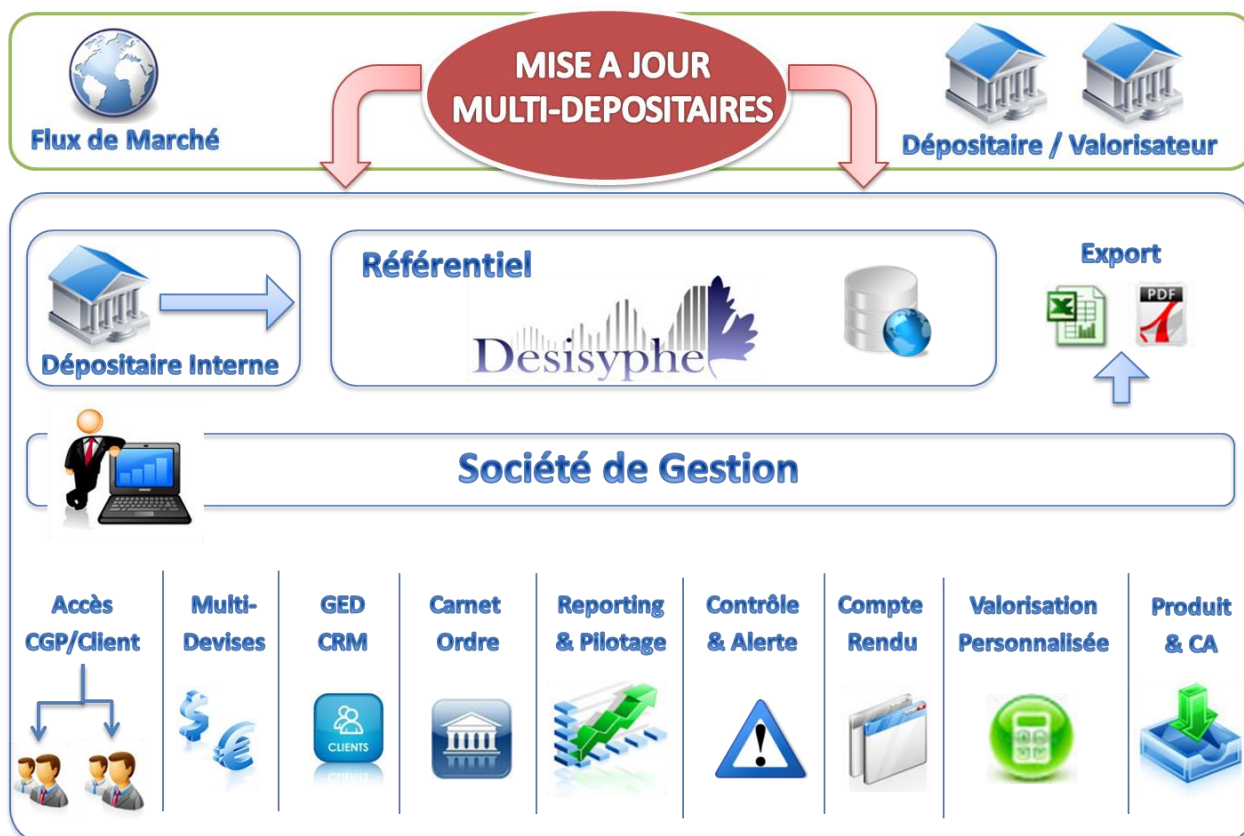 MISE A JOUR
MULTI-DEPOSITAIRES
Flux de Marché
Dépositaire / Valorisateur
Dépositaire Interne
Référentiel
Desisyphe
Export
PDF
Société de Gestion
Accès
CGP/Client
Multi-
Devises
GED
CRM
CLIENTS
Carnet
Ordre
Reporting
& Pilotage
Contrôle
& Alerte
Compte
Rendu
Valorisation
Personnalisée
Produit
& CA